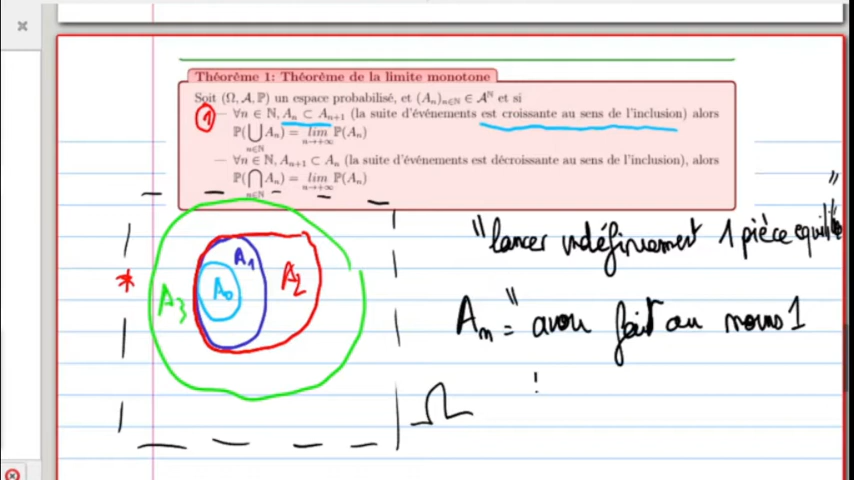 Théorème 1: Théorème de la limite monotone
Soit (Ω, 𝒜, ℙ) un espace probabilisé, et (Aₙ)ₙ∈ℕ ∈ 𝒜^ℕ et si
1 — ∀n ∈ ℕ, Aₙ ⊂ Aₙ₊₁ (la suite d'événements est croissante au sens de l'inclusion) alors
ℙ(⋃ Aₙ) = lim ℙ(Aₙ)
n∈ℕ n→+∞
— ∀n ∈ ℕ, Aₙ₊₁ ⊂ Aₙ (la suite d'événements est décroissante au sens de l'inclusion), alors
ℙ(⋂ Aₙ) = lim ℙ(Aₙ)
n∈ℕ n→+∞
"lancer indéfiniment 1 pièce
A₁
A₀
A₂
A₃
Aₙ = "avoir fait au moins 1
Ω